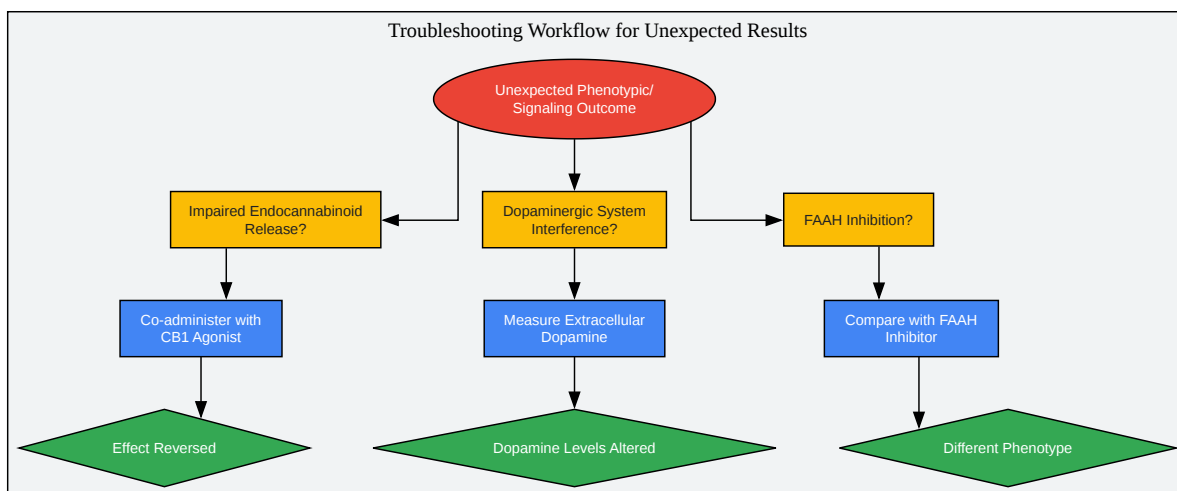 Troubleshooting Workflow for Unexpected Results
Unexpected Phenotypic/
Signaling Outcome
Impaired Endocannabinoid
Release?
Dopaminergic System
Interference?
FAAH Inhibition?
Co-administer with
CB1 Agonist
Measure Extracellular
Dopamine
Compare with FAAH
Inhibitor
Effect Reversed
Dopamine Levels Altered
Different Phenotype